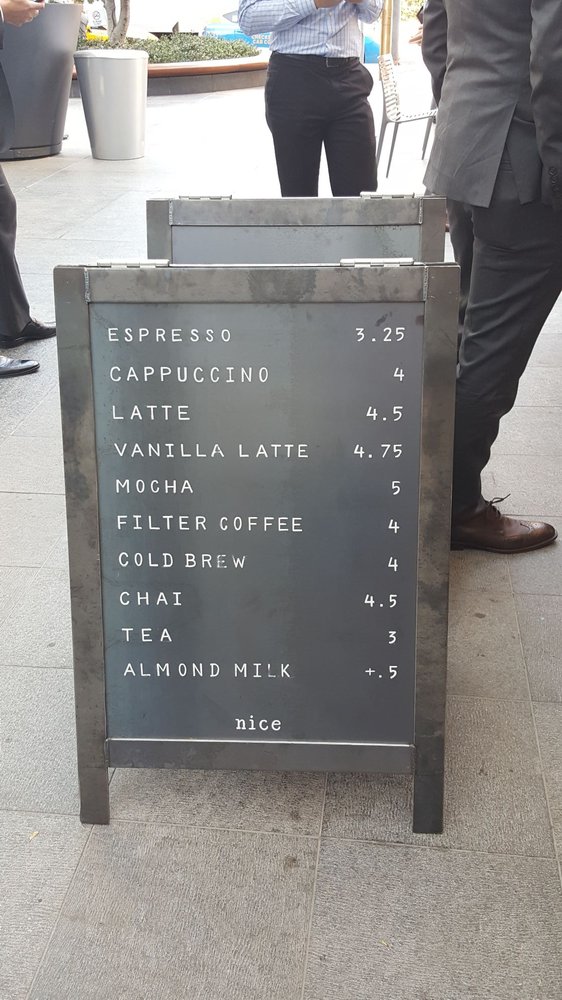 ESPRESSO 3.25
CAPPUCCINO 4
LATTE 4.5
VANILLA LATTE 4.75
MOCHA 5
FILTER COFFEE 4
COLD BREW 4
CHAI 4.5
TEA 3
ALMOND MILK +.5
nice